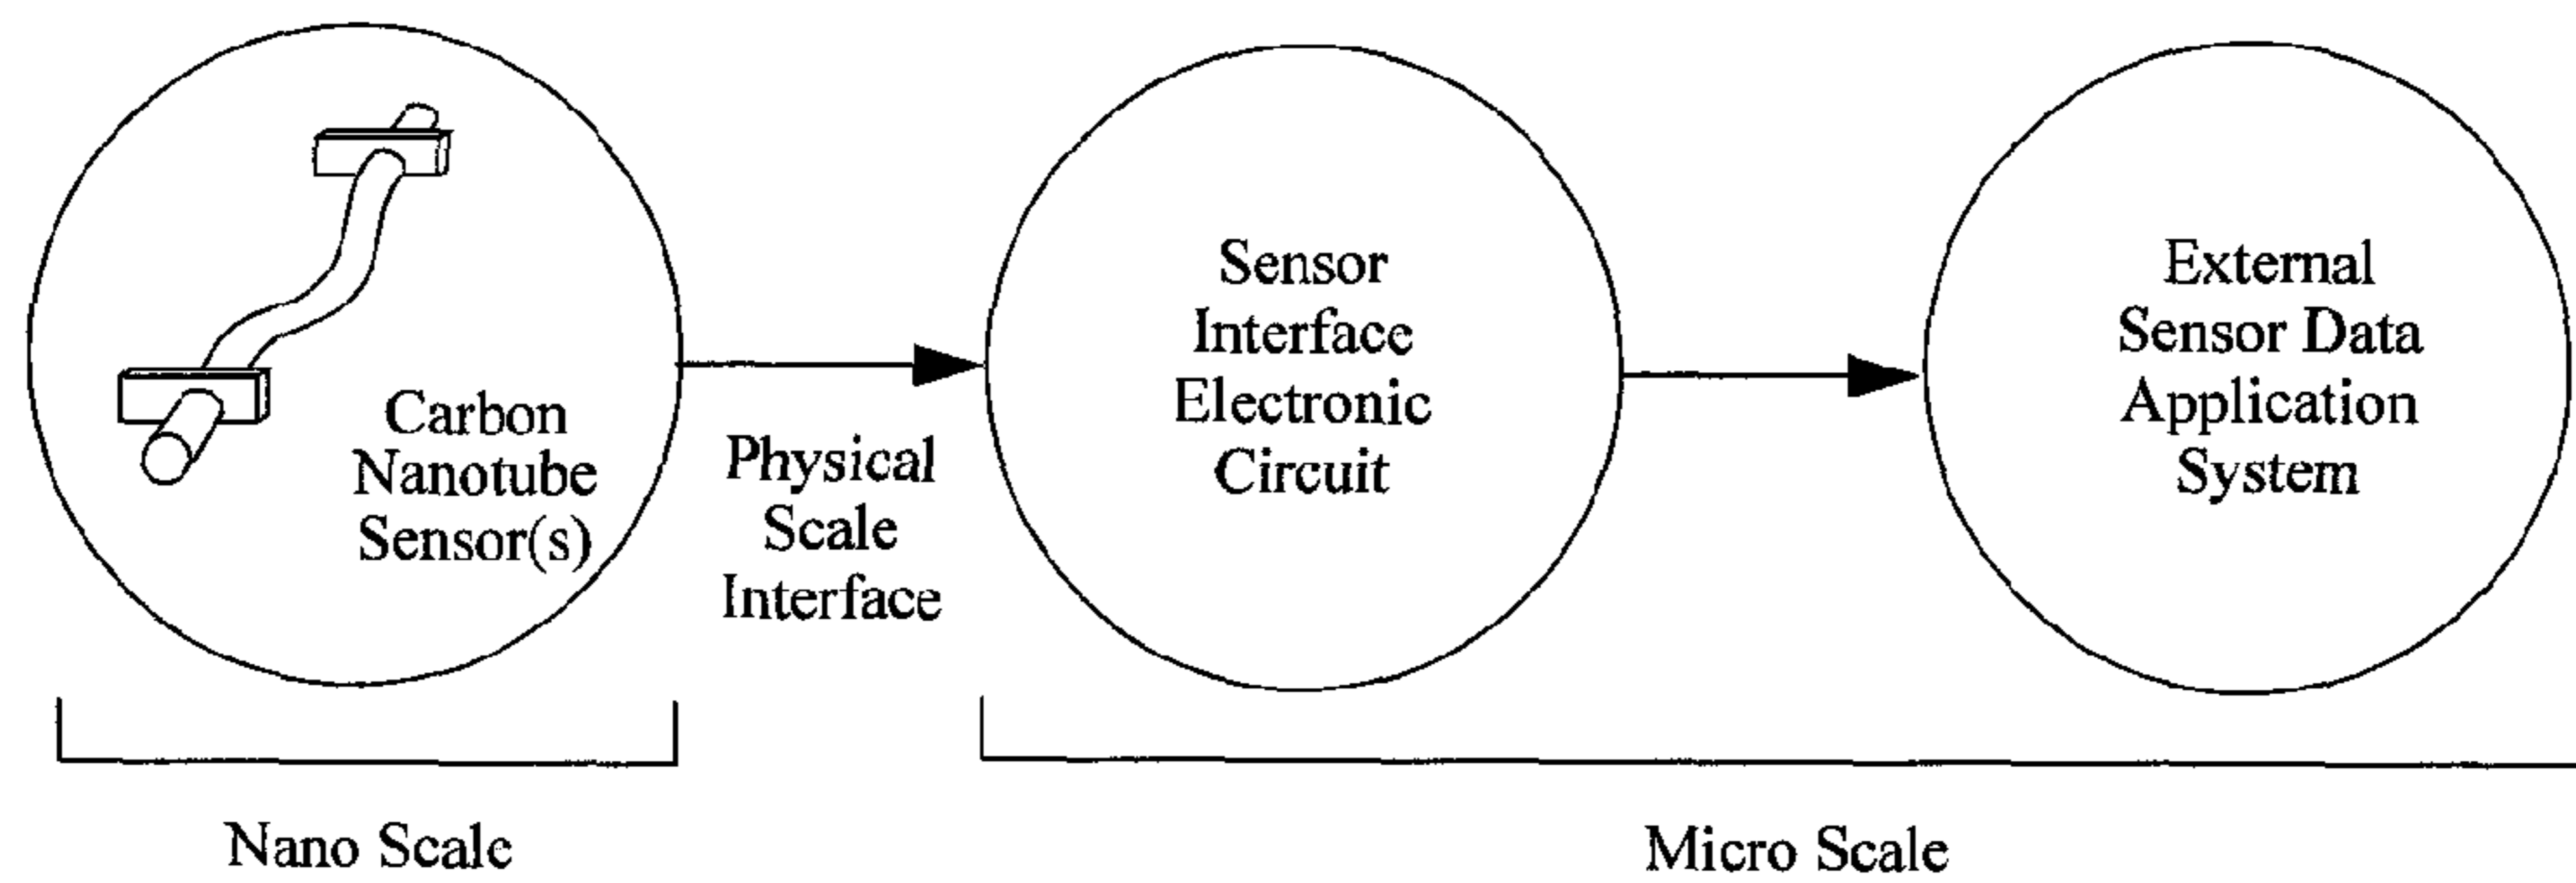 Carbon
Nanotube
Sensor(s)
Physical
Scale
Interface
Sensor
Interface
Electronic
Circuit
External
Sensor Data
Application
System
Nano Scale
Micro Scale